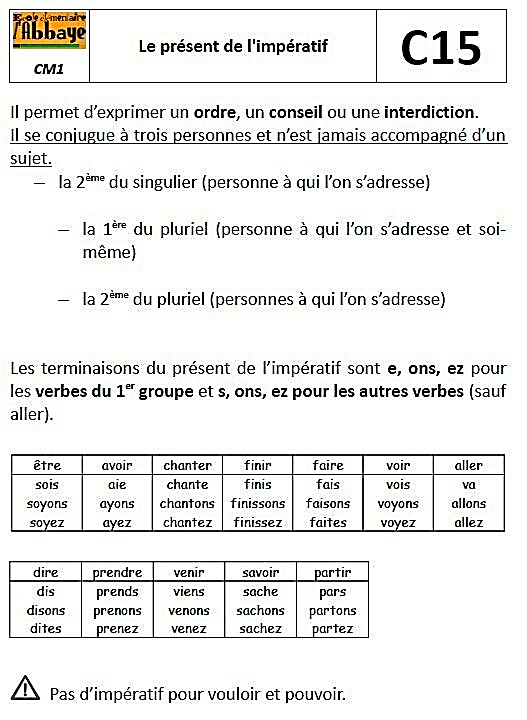 Ecole élémentaire
l'Abbaye
CM1
Le présent de l'impératif
C15
Il permet d'exprimer un ordre, un conseil ou une interdiction.
Il se conjugue à trois personnes et n'est jamais accompagné d'un
sujet.
– la 2ème du singulier (personne à qui l'on s'adresse)
– la 1ère du pluriel (personne à qui l'on s'adresse et soi-
même)
– la 2ème du pluriel (personnes à qui l'on s'adresse)
Les terminaisons du présent de l'impératif sont e, ons, ez pour
les verbes du 1er groupe et s, ons, ez pour les autres verbes (sauf
aller).
être avoir chanter finir faire voir aller
sois aie chante finis fais vois va
soyons ayons chantons finissons faisons voyons allons
soyez ayez chantez finissez faites voyez allez
dire prendre venir savoir partir
dis prends viens sache pars
disons prenons venons sachons partons
dites prenez venez sachez partez
Pas d'impératif pour vouloir et pouvoir.